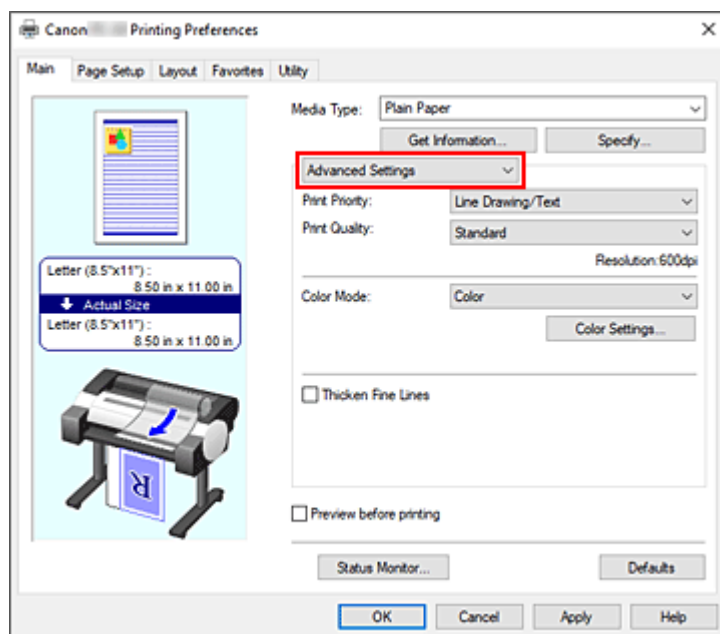 Canon Printing Preferences
Main Page Setup Layout Favorites Utility
Media Type: Plain Paper
Get Information... Specify...
Advanced Settings
Print Priority: Line Drawing/Text
Print Quality: Standard
Resolution:600dpi
Color Mode: Color
Color Settings...
Thicken Fine Lines
Letter (8.5"x11") :
8.50 in x 11.00 in
Actual Size
Letter (8.5"x11") :
8.50 in x 11.00 in
R
Preview before printing
Status Monitor... Defaults
OK Cancel Apply Help